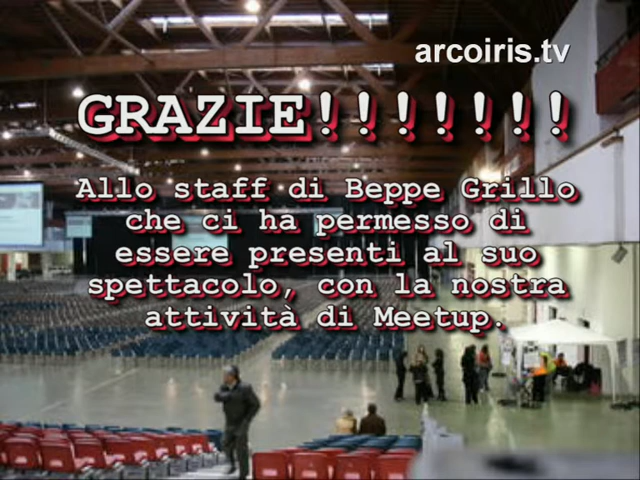 arcoiris.tv
GRAZIE!!!!!!!
Allo staff di Beppe Grillo
che ci ha permesso di
essere presenti al suo
spettacolo, con la nostra
attività di Meetup.